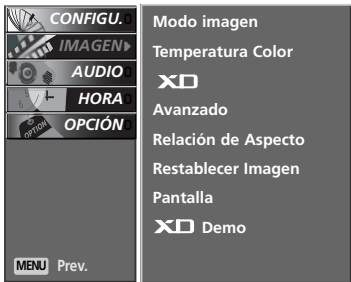 CONFIGU.
IMAGEN
AUDIO
HORA
OPCIÓN
OPTION
MENU Prev.
Modo imagen
Temperatura Color
XD
Avanzado
Relación de Aspecto
Restablecer Imagen
Pantalla
XD Demo